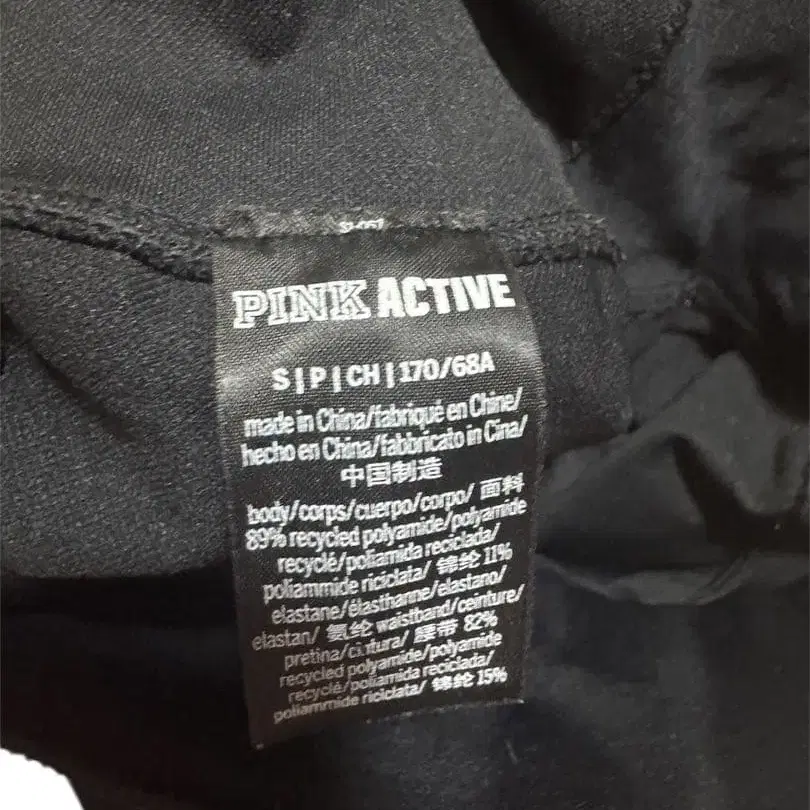 PINK ACTIVE
S|P|CH|170/68A
made in China/fabriqué en Chine/
hecho en China/fabbricato in Cina/
中国制造
body/corps/cuerpo/corpo/ 面料
89% recycled polyamide/polyamide
recyclé/poliamida reciclada/
poliammide riciclata/ 锦纶 11%
elastane/élasthanne/elastano/
elastan/ 氨纶 waistband/ceinture/
pretina/cintura/ 腰带 82%
recycled polyamide/polyamide
recyclé/poliamida reciclada/
poliammide riciclata/ 锦纶 15%